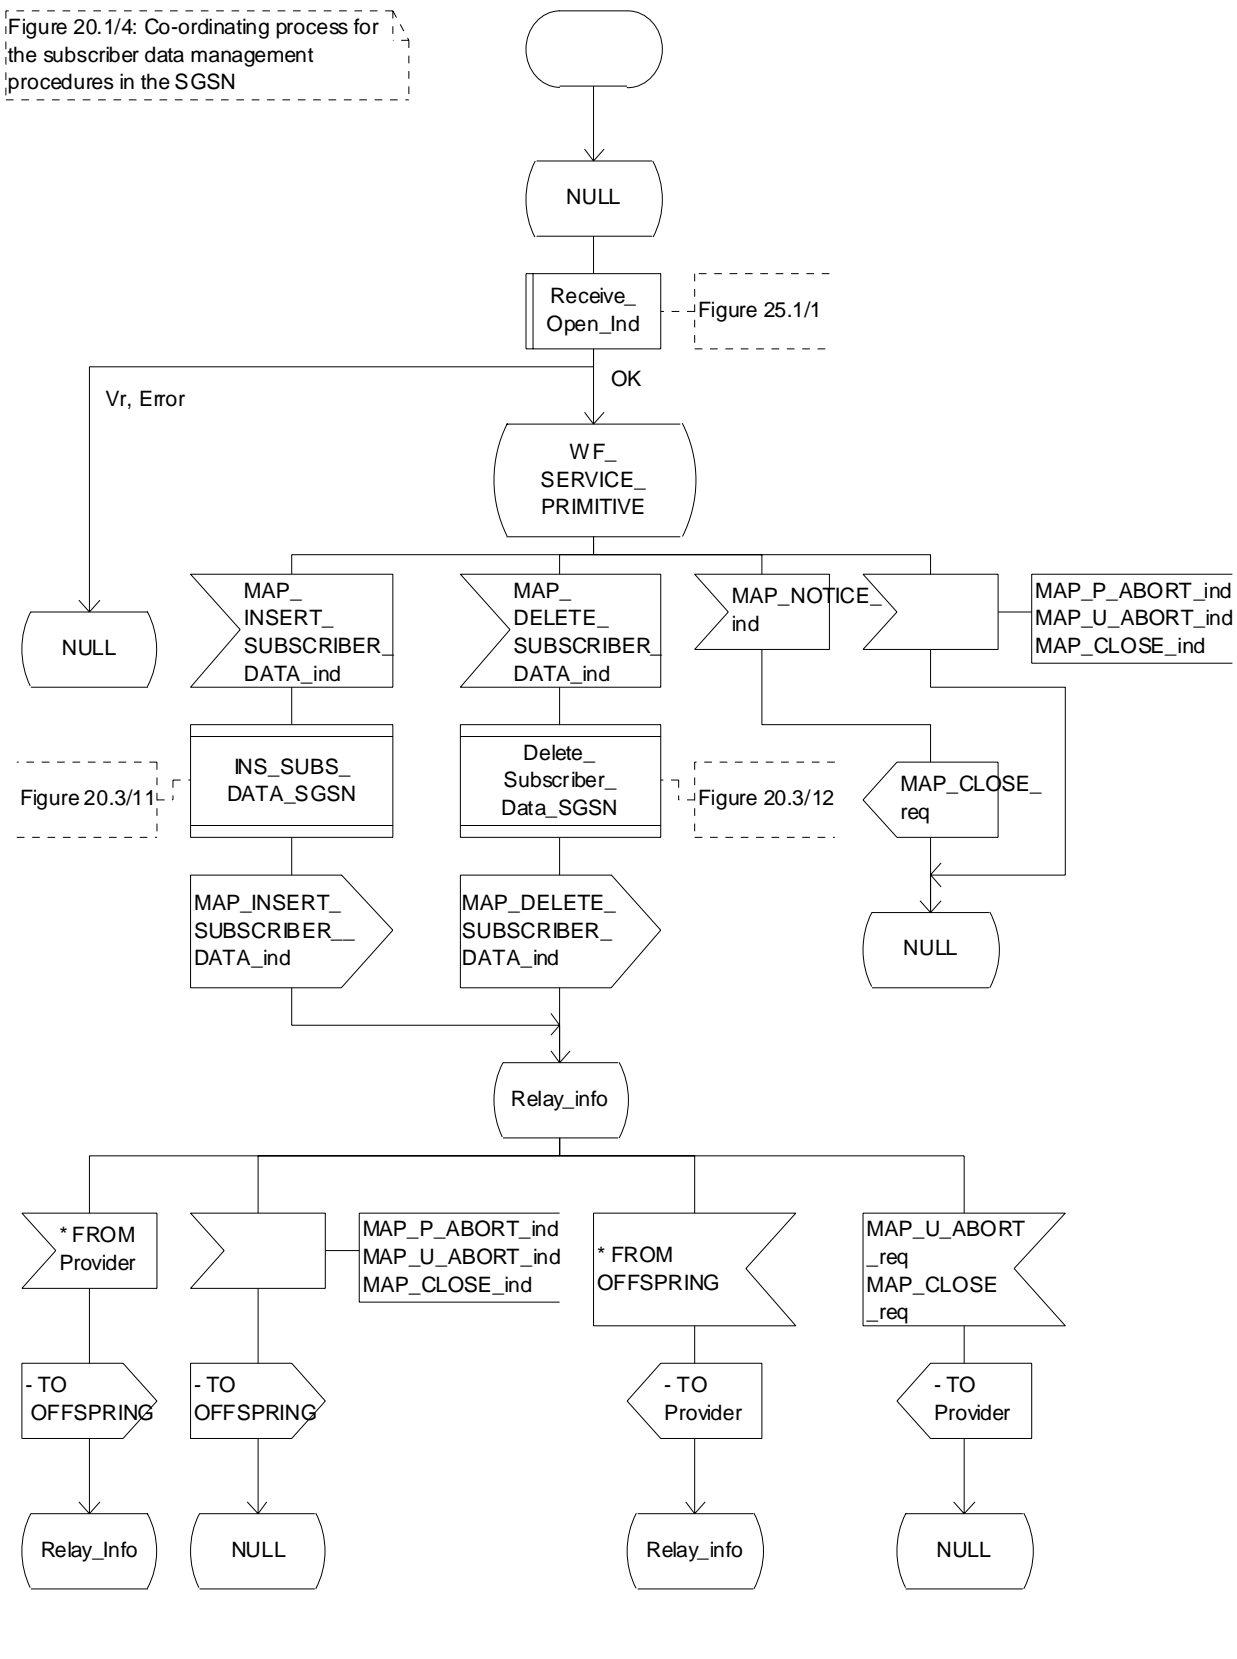 Figure 20.1/4: Co-ordinating process for
the subscriber data management
procedures in the SGSN
NULL
Receive_
Open_Ind
Figure 25.1/1
OK
Vr, Error
WF_
SERVICE_
PRIMITIVE
NULL
MAP_
INSERT_
SUBSCRIBER_
DATA_ind
MAP_
DELETE_
SUBSCRIBER_
DATA_ind
MAP_NOTICE_
ind
MAP_P_ABORT_ind
MAP_U_ABORT_ind
MAP_CLOSE_ind
Figure 20.3/11
INS_SUBS_
DATA_SGSN
Delete_
Subscriber_
Data_SGSN
Figure 20.3/12
MAP_CLOSE_
req
MAP_INSERT_
SUBSCRIBER__
DATA_ind
MAP_DELETE_
SUBSCRIBER_
DATA_ind
NULL
Relay_info
* FROM
Provider
MAP_P_ABORT_ind
MAP_U_ABORT_ind
MAP_CLOSE_ind
* FROM
OFFSPRING
MAP_U_ABORT
_req
MAP_CLOSE
_req
- TO
OFFSPRING
- TO
OFFSPRING
- TO
Provider
- TO
Provider
Relay_Info
NULL
Relay_info
NULL